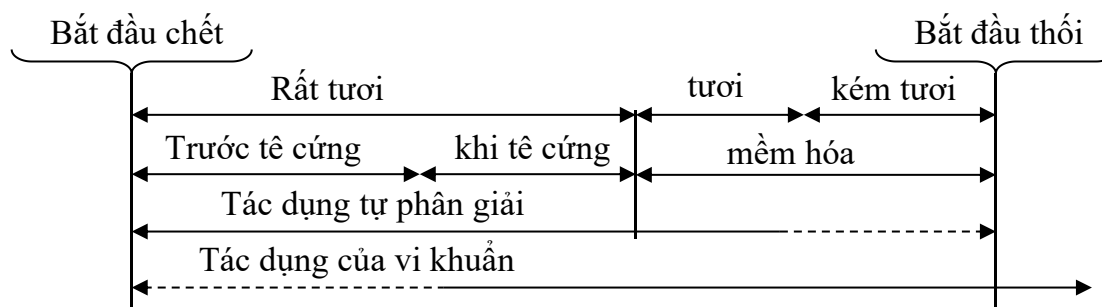 Bắt đầu chết Bắt đầu thối
Rất tươi tươi kém tươi
Trước tê cứng khi tê cứng mềm hóa
Tác dụng tự phân giải
Tác dụng của vi khuẩn